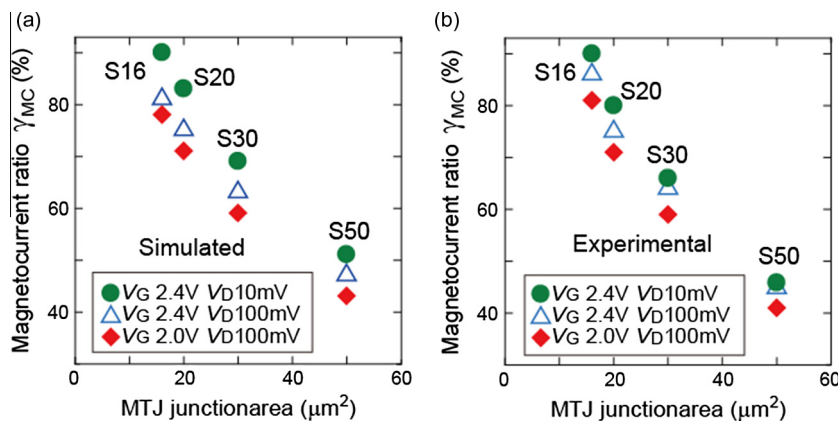 (a)
Magnetocurrent ratio γMC (%)
80
60
40
S16
S20
S30
S50
Simulated
VG 2.4V VD10mV
VG 2.4V VD100mV
VG 2.0V VD100mV
0 20 40 60
MTJ junctionarea (μm²)
(b)
Magnetocurrent ratio γMC (%)
80
60
40
S16
S20
S30
S50
Experimental
VG 2.4V VD10mV
VG 2.4V VD100mV
VG 2.0V VD100mV
0 20 40 60
MTJ junctionarea (μm²)